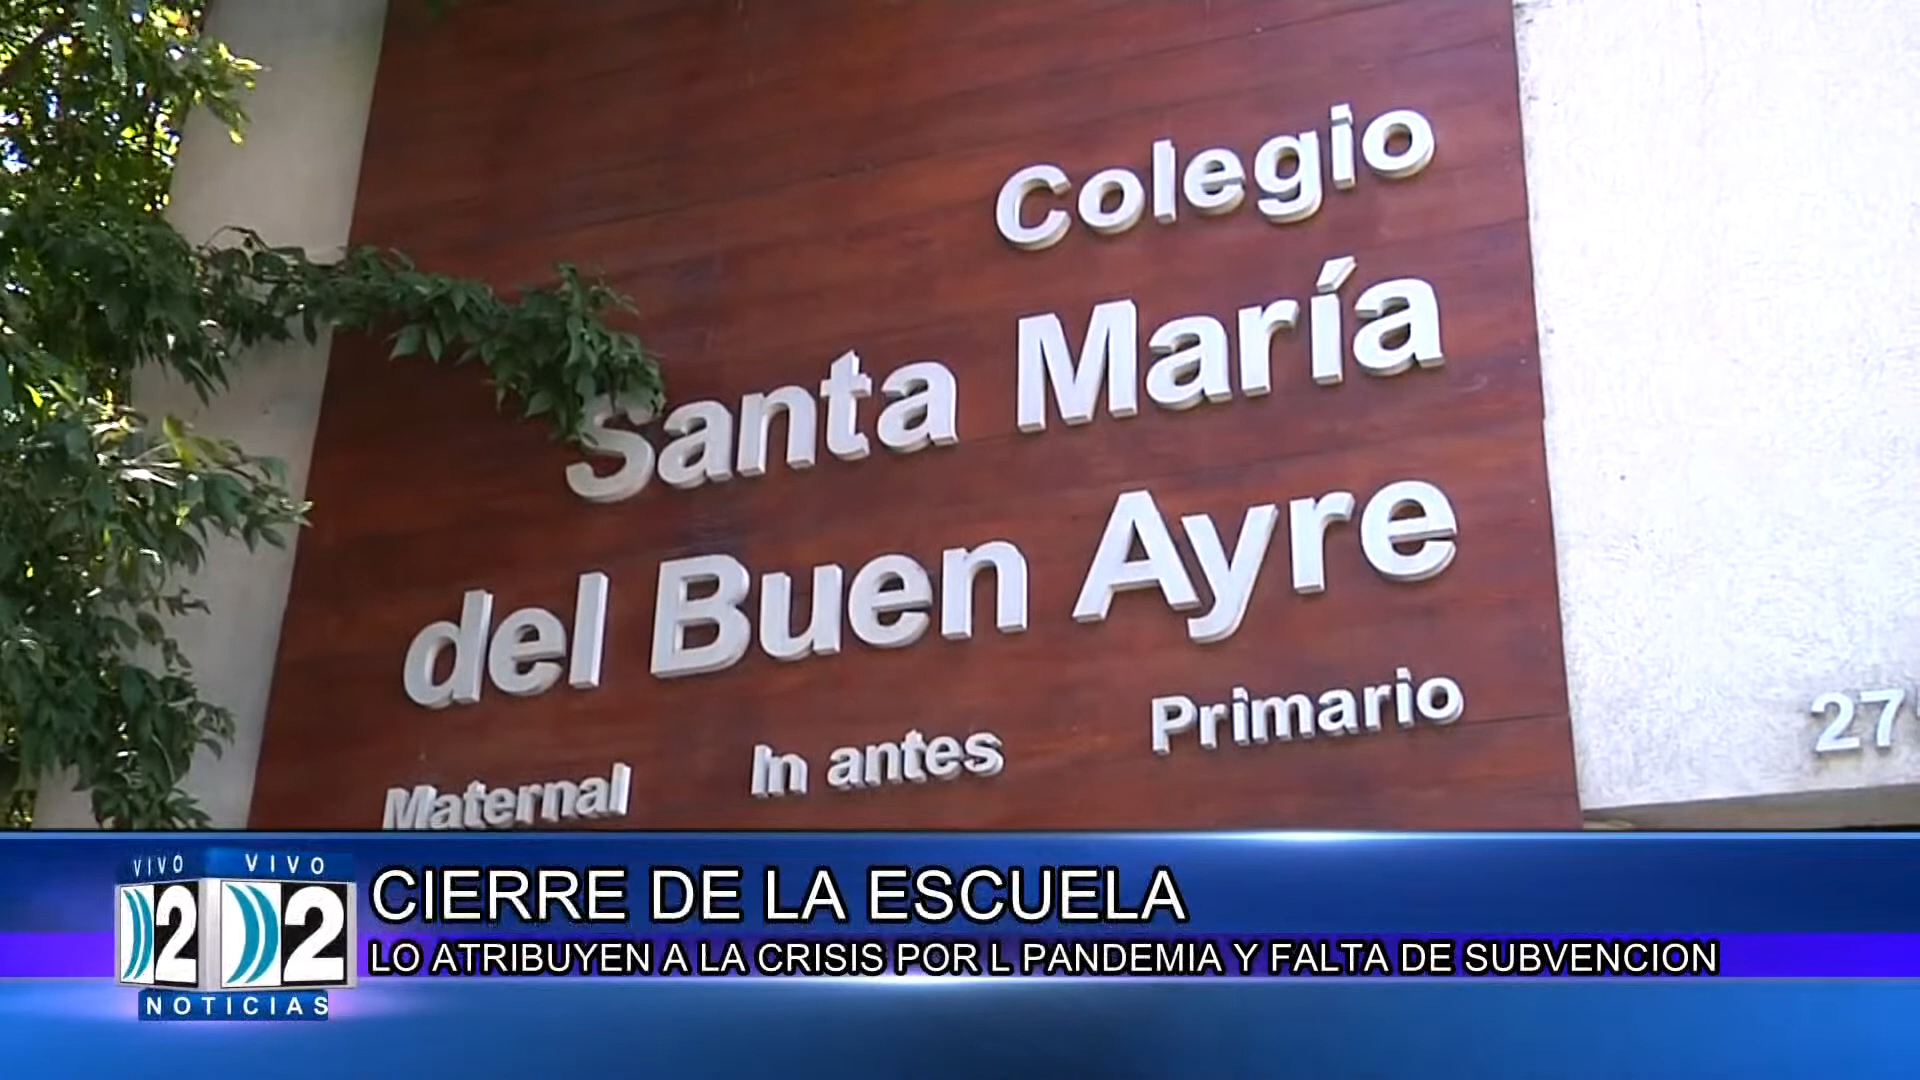 Colegio
Santa María
del Buen Ayre
Maternal In antes Primario
27
VIVO VIVO
2 2
NOTICIAS
CIERRE DE LA ESCUELA
LO ATRIBUYEN A LA CRISIS POR L PANDEMIA Y FALTA DE SUBVENCION